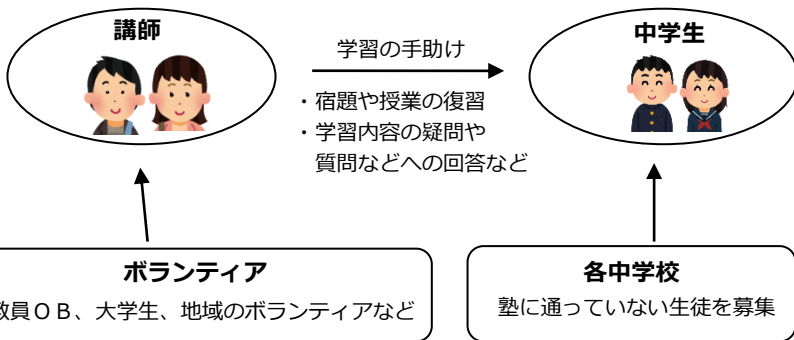 講師
中学生
学習の手助け
・宿題や授業の復習
・学習内容の疑問や
質問などへの回答など
ボランティア
教員ＯＢ、大学生、地域のボランティアなど
各中学校
塾に通っていない生徒を募集